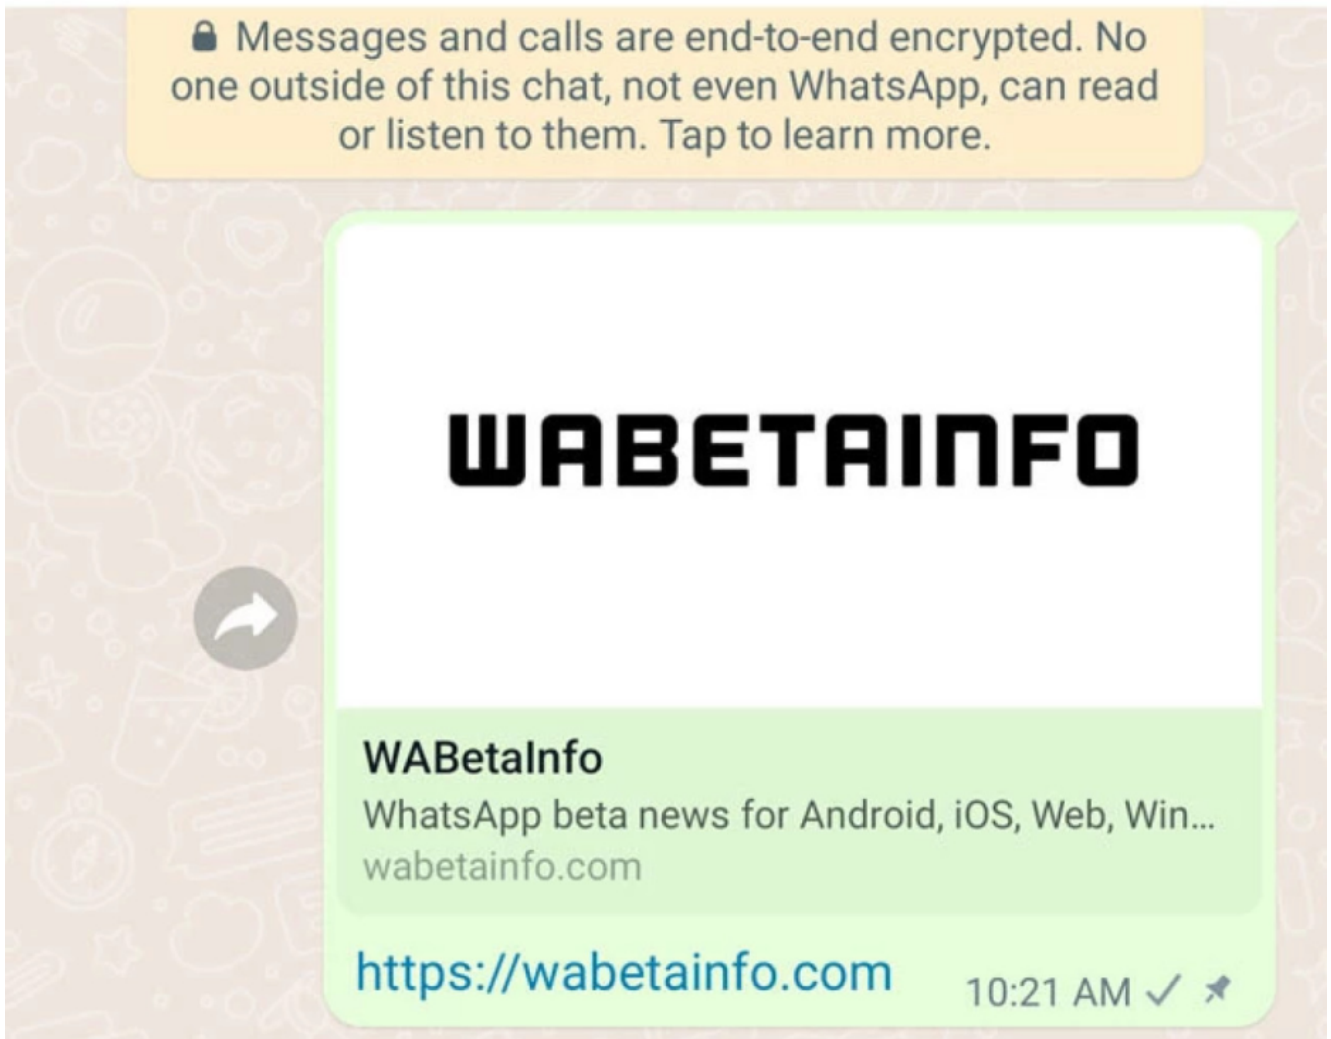 Messages and calls are end-to-end encrypted. No
one outside of this chat, not even WhatsApp, can read
or listen to them. Tap to learn more.
WABETAINFO
WABetaInfo
WhatsApp beta news for Android, iOS, Web, Win...
wabetainfo.com
https://wabetainfo.com
10:21 AM